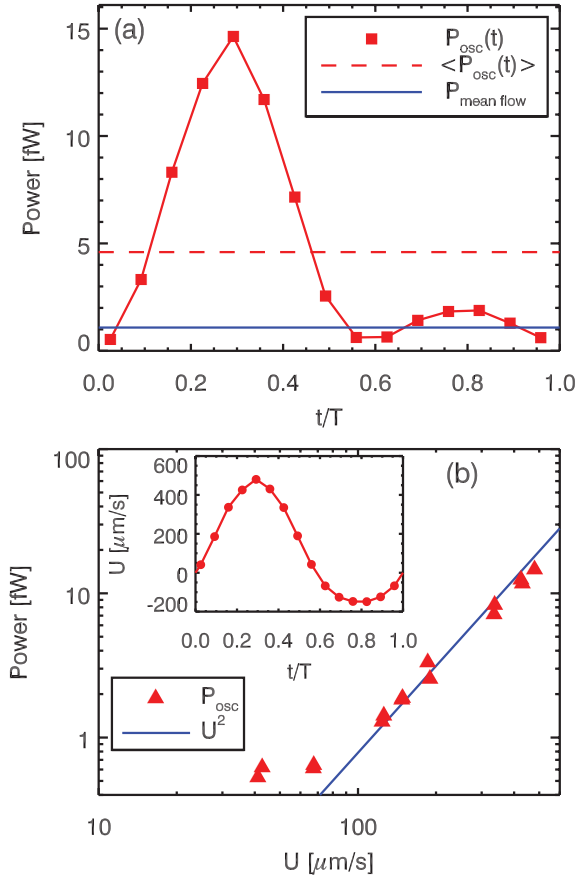 (a)
P_osc(t)
<P_osc(t)>
P_mean flow
15
10
5
0
Power [fW]
0.0 0.2 0.4 0.6 0.8 1.0
t/T
(b)
100
10
1
Power [fW]
600
400
200
0
-200
U [μm/s]
0.0 0.2 0.4 0.6 0.8 1.0
t/T
P_osc
U^2
10 100
U [μm/s]